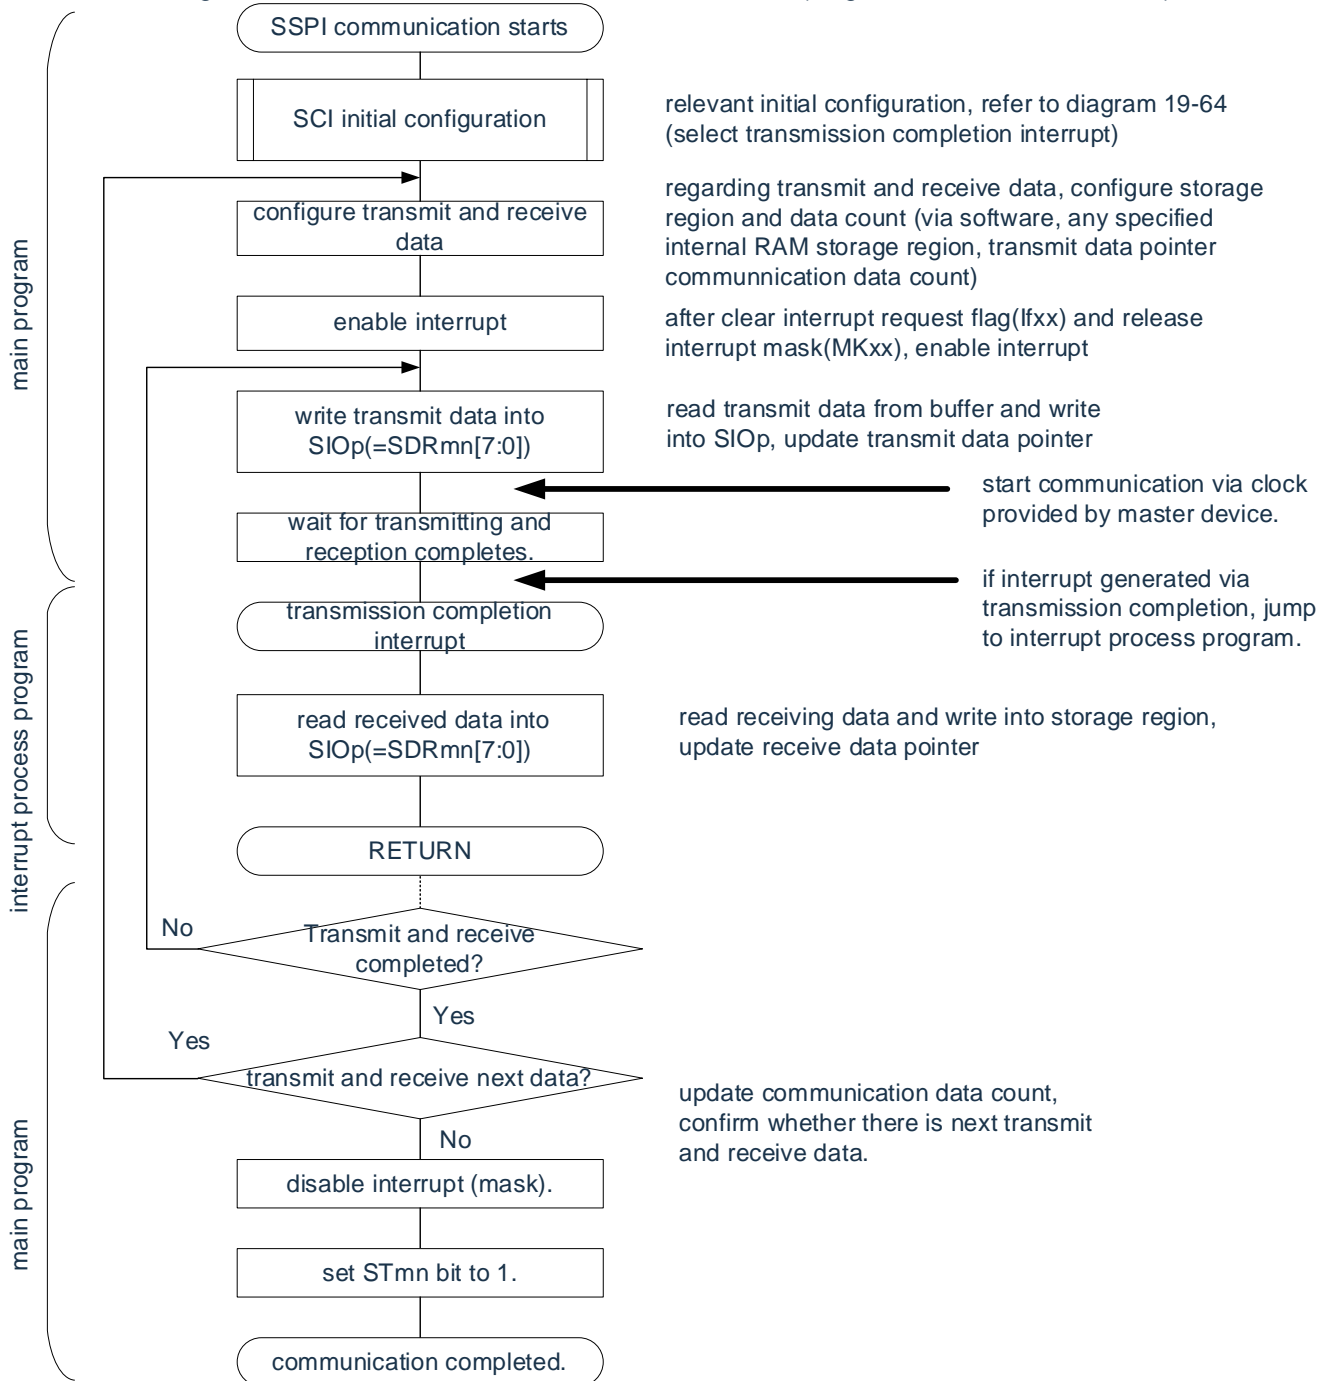 SSPI communication starts
SCI initial configuration
relevant initial configuration, refer to diagram 19-64
(select transmission completion interrupt)
configure transmit and receive
data
regarding transmit and receive data, configure storage
region and data count (via software, any specified
internal RAM storage region, transmit data pointer
communnication data count)
main program
enable interrupt
after clear interrupt request flag(Ifxx) and release
interrupt mask(MKxx), enable interrupt
write transmit data into
SIOp(=SDRmn[7:0])
read transmit data from buffer and write
into SIOp, update transmit data pointer
start communication via clock
provided by master device.
wait for transmitting and
reception completes.
if interrupt generated via
transmission completion, jump
to interrupt process program.
transmission completion
interrupt
interrupt process program
read received data into
SIOp(=SDRmn[7:0])
read receiving data and write into storage region,
update receive data pointer
RETURN
No
Transmit and receive
completed?
Yes
Yes
transmit and receive next data?
update communication data count,
confirm whether there is next transmit
and receive data.
No
main program
disable interrupt (mask).
set STmn bit to 1.
communication completed.